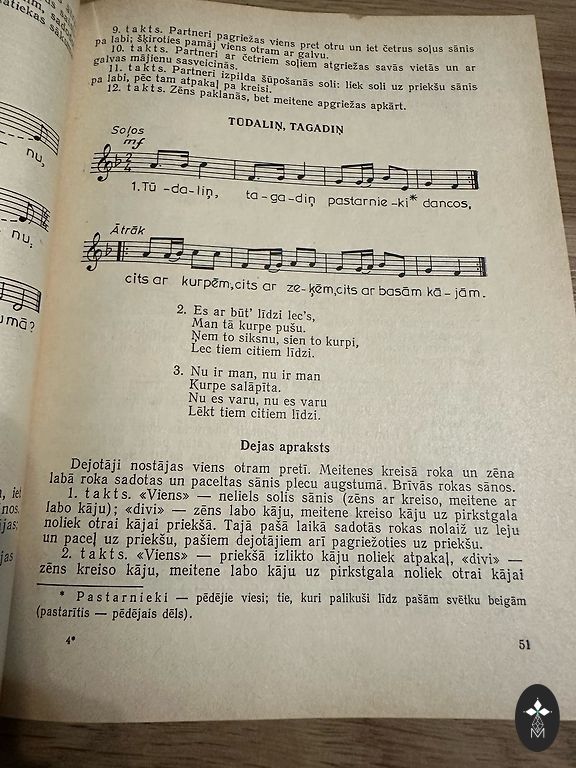 9. takts. Partneri pagriežas viens pret otru un iet četrus soļus sānis
pa labi; šķiroties pamāj viens otram ar galvu.
10. takts. Partneri ar četriem soļiem atgriežas savās vietās un ar
galvas mājienu sasveicinās.
11. takts. Partneri izpilda šūpošanās soli: liek soli uz priekšu sānis
pa labi, pēc tam atpakaļ pa kreisi.
12. takts. Zēns paklanās, bet meitene apgriežas apkārt.
TŪDALIŅ, TAGADIŅ
Soļos
mf
2
4
1. Tū -da-liņ, ta-ga-diņ pastarnie-ki* dancos,
Ātrāk
cits ar kurpēm, cits ar ze-ķēm, cits ar basām kā-jām.
2. Es ar būt' līdzi lec's,
Man tā kurpe pušu.
Ņem to siksnu, sien to kurpi,
Lec tiem citiem līdzi.
3. Nu ir man, nu ir man
Kurpe salāpīta.
Nu es varu, nu es varu
Lēkt tiem citiem līdzi.
Dejas apraksts
Dejotāji nostājas viens otram pretī. Meitenes kreisā roka un zēna
labā roka sadotas un paceltas sānis plecu augstumā. Brīvās rokas sānos.
1. takts. «Viens» — neliels solis sānis (zēns ar kreiso, meitene ar
labo kāju); «divi» — zēns labo kāju, meitene kreiso kāju uz pirkstgala
noliek otrai kājai priekšā. Tajā pašā laikā sadotās rokas nolaiž uz leju
un paceļ uz priekšu, pašiem dejotājiem arī pagriežoties uz priekšu.
2. takts. «Viens» — priekšā izlikto kāju noliek atpakaļ, «divi» —
zēns kreiso kāju, meitene labo kāju uz pirkstgala noliek otrai kājai
* Pastarnieki — pēdējie viesi; tie, kuri palikuši līdz pašām svētku beigām
(pastarītis — pēdējais dēls).
4*
51
nu,
nu,
umā?
M